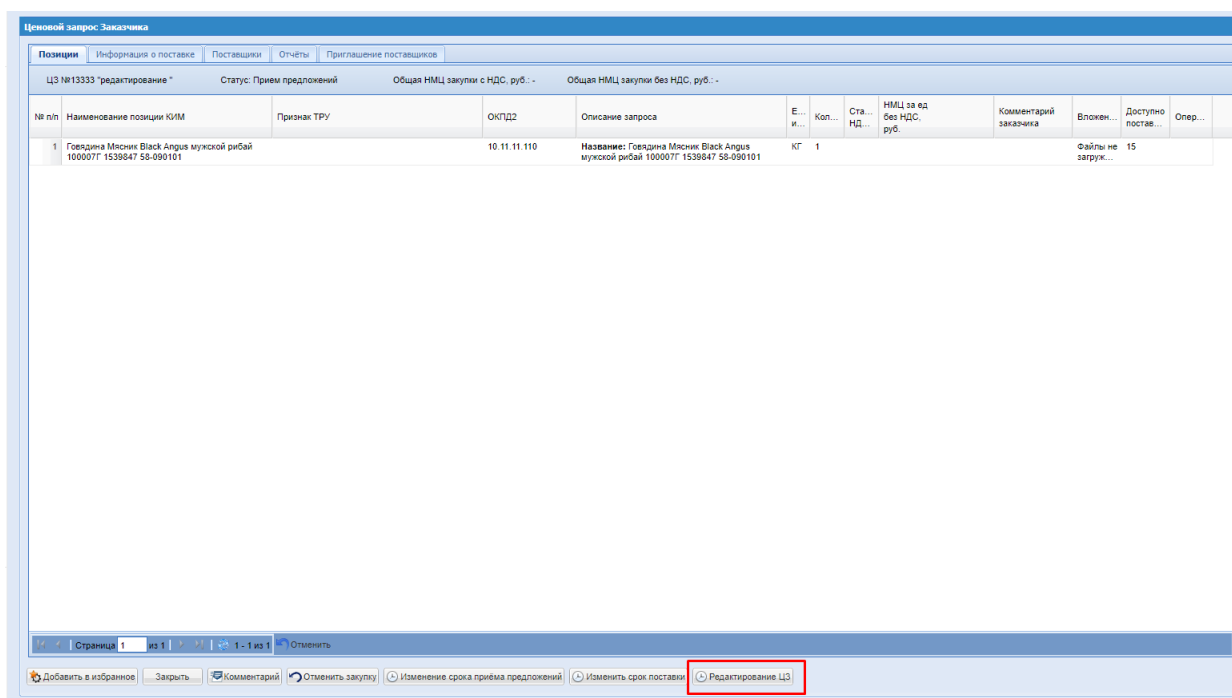 Ценовой запрос Заказчика
Позиции Информация о поставке Поставщики Отчёты Приглашение поставщиков
ЦЗ №13333 "редактирование " Статус: Прием предложений Общая НМЦ закупки с НДС, руб.: - Общая НМЦ закупки без НДС, руб.: -
№ п/п Наименование позиции КИМ Признак ТРУ ОКПД2 Описание запроса Е... и... Кол... Ста... НД... НМЦ за ед без НДС, руб. Комментарий заказчика Вложен... Доступно постав... Опер...
1 Говядина Мясник Black Angus мужской рибай 10.11.11.110 Название: Говядина Мясник Black Angus КГ 1 Файлы не 15
100007Г 1539847 58-090101 мужской рибай 100007Г 1539847 58-090101 загруж...
Страница 1 из 1 1 - 1 из 1 Отменить
Добавить в избранное Закрыть Комментарий Отменить закупку Изменение срока приёма предложений Изменить срок поставки Редактирование ЦЗ